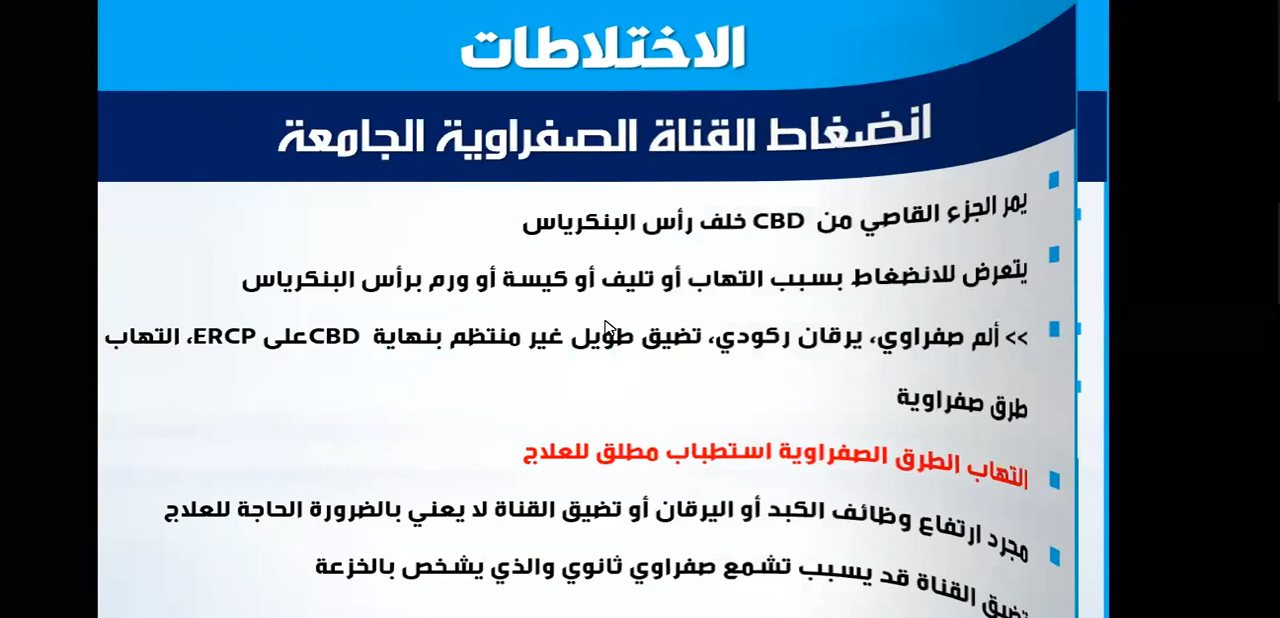 الاختلاطات
انضغاط القناة الصفراوية الجامعة
يمر الجزء القاصي من CBD خلف رأس البنكرياس
يتعرض للانضغاط بسبب التهاب أو تليف أو كيسة أو ورم برأس البنكرياس
>> ألم صفراوي، يرقان ركودي، تضيق طويل غير منتظم بنهاية CBDعلى ERCP، التهاب
طرق صفراوية
التهاب الطرق الصفراوية استطباب مطلق للعلاج
مجرد ارتفاع وظائف الكبد أو اليرقان أو تضيق القناة لا يعني بالضرورة الحاجة للعلاج
تضيق القناة قد يسبب تشمع صفراوي ثانوي والذي يشخص بالخزعة